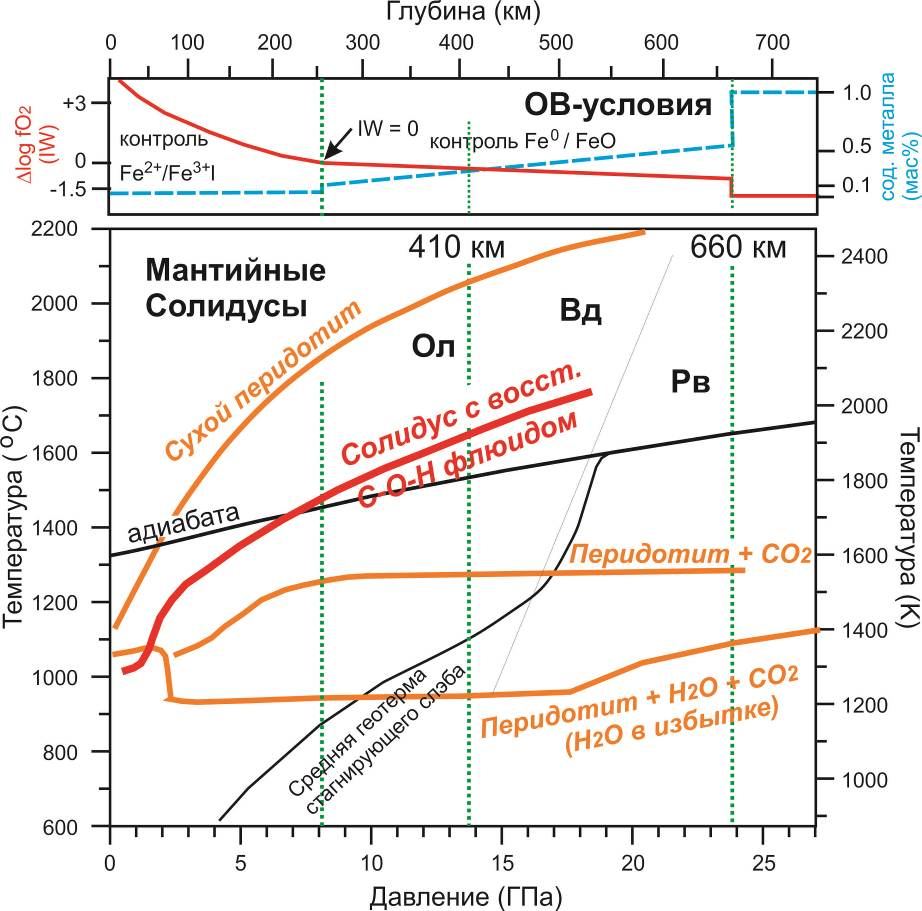 Глубина (км)
0 100 200 300 400 500 600 700
Δlog fO2
(IW)
+3
0
-1.5
контроль
Fe2+/Fe3+I
IW = 0
ОВ-условия
контроль Fe0 / FeO
1.0
0.5
0.1
сод. металла
(мас%)
410 км
660 км
Мантийные
Солидусы
Сухой перидотит
Ол
Вд
Рв
Солидус с восст.
С-О-Н флюидом
адиабата
Перидотит + CO2
Перидотит + H2O + CO2
(H2O в избытке)
Средняя геотерма
стагнирующего слэба
Температура (оС)
2200
2000
1800
1600
1400
1200
1000
800
600
Температура (К)
2400
2200
2000
1800
1600
1400
1200
1000
0 5 10 15 20 25
Давление (ГПа)